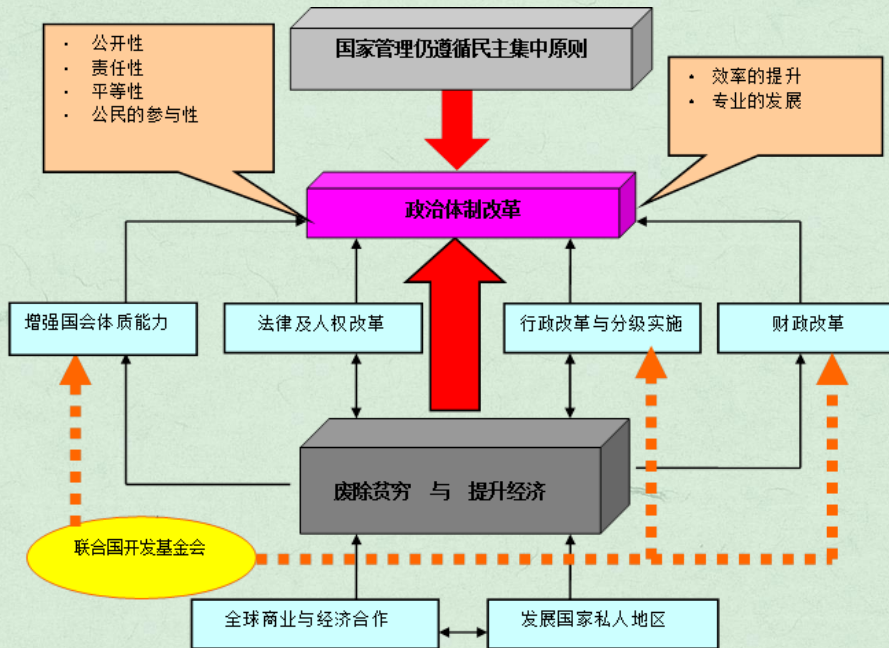 国家管理仍遵循民主集中原则
· 公开性
· 责任性
· 平等性
· 公民的参与性
· 效率的提升
· 专业的发展
政治体制改革
增强国会体质能力
法律及人权改革
行政改革与分级实施
财政改革
废除贫穷 与 提升经济
联合国开发基金会
全球商业与经济合作
发展国家私人地区